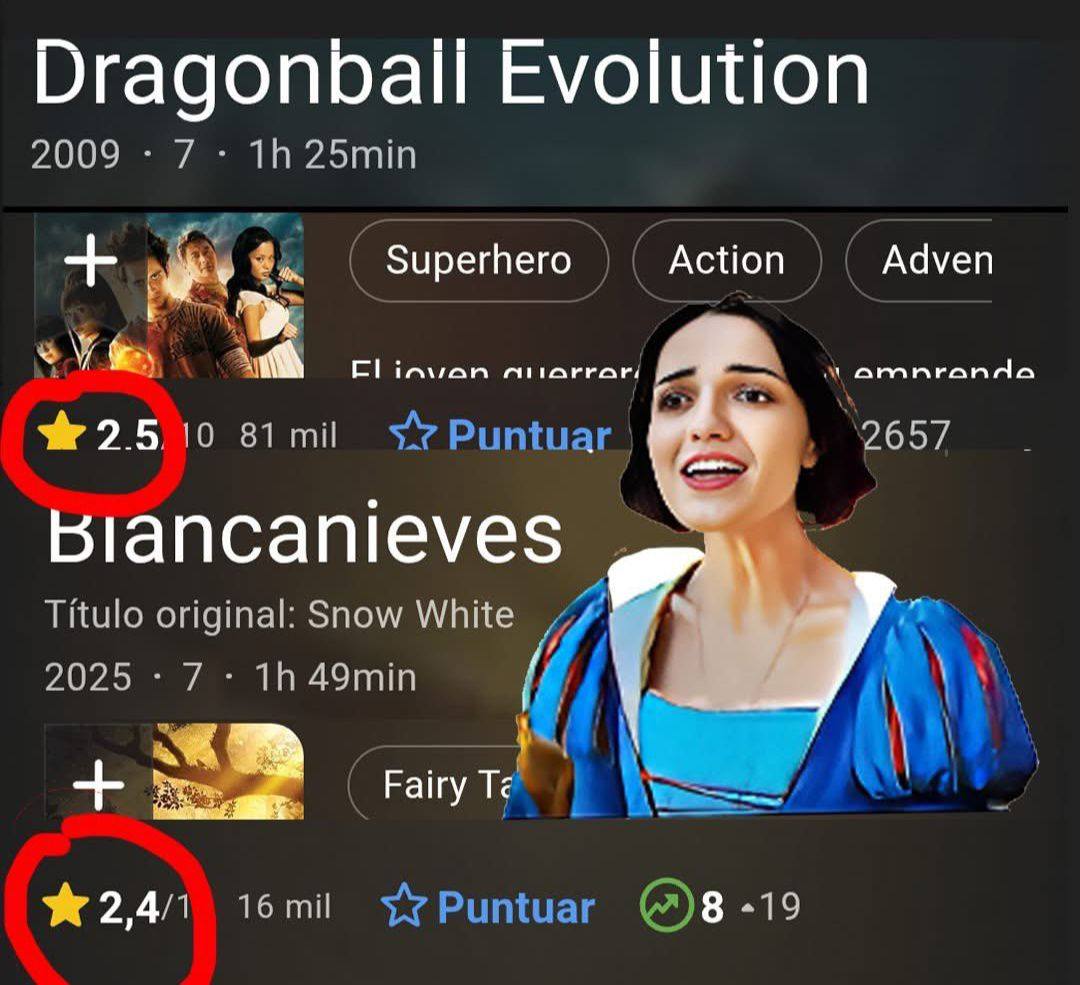 Dragonball Evolution
2009 · 7 · 1h 25min
Superhero Action Adven
El joven guerrer emprende
2.5/10 81 mil Puntuar 2657
Blancanieves
Título original: Snow White
2025 · 7 · 1h 49min
Fairy Ta
2,4/1 16 mil Puntuar 8 19